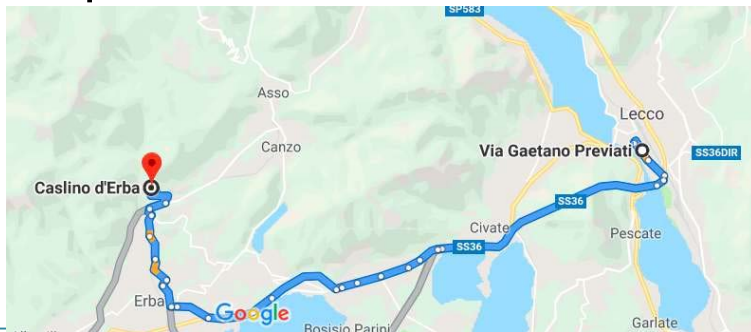 SP583
Asso
Lecco
Canzo
Via Gaetano Previati
SS36DIR
Caslino d'Erba
SS36
Civate
SS36
Pescate
Erba
Google
Bosisio Parini
Garlate